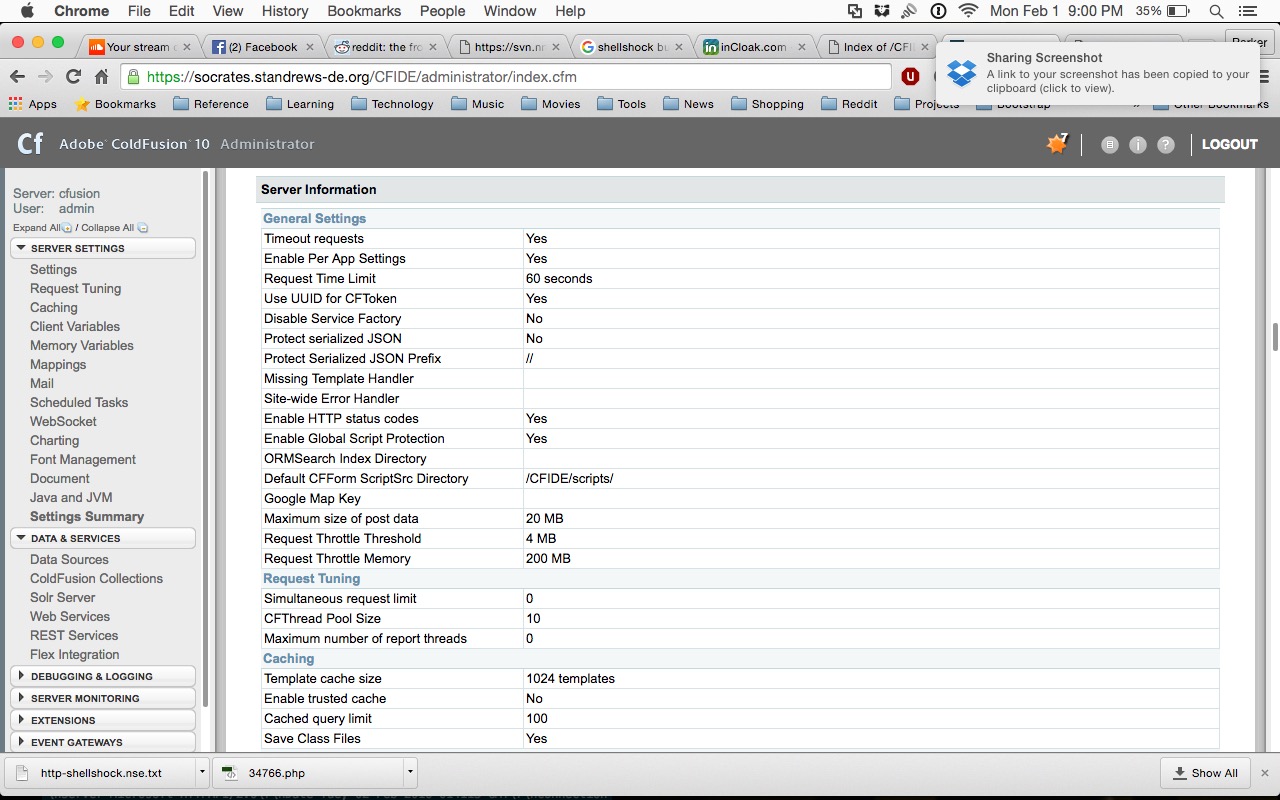 Chrome File Edit View History Bookmarks People Window Help Mon Feb 1 9:00 PM 35%
Your stream (2) Facebook reddit: the fro https://svn.n shellshock bu inCloak.com Index of /CFI Parker
Sharing Screenshot
A link to your screenshot has been copied to your
clipboard (click to view).
https://socrates.standrews-de.org/CFIDE/administrator/index.cfm
Apps Bookmarks Reference Learning Technology Music Movies Tools News Shopping Reddit Projects Bootstrap » Other Bookmarks
Cf Adobe ColdFusion 10 Administrator 7 i ? LOGOUT
Server: cfusion
User: admin
Expand All / Collapse All
SERVER SETTINGS
Settings
Request Tuning
Caching
Client Variables
Memory Variables
Mappings
Mail
Scheduled Tasks
WebSocket
Charting
Font Management
Document
Java and JVM
Settings Summary
DATA & SERVICES
Data Sources
ColdFusion Collections
Solr Server
Web Services
REST Services
Flex Integration
DEBUGGING & LOGGING
SERVER MONITORING
EXTENSIONS
EVENT GATEWAYS
Server Information
General Settings
Timeout requests Yes
Enable Per App Settings Yes
Request Time Limit 60 seconds
Use UUID for CFToken Yes
Disable Service Factory No
Protect serialized JSON No
Protect Serialized JSON Prefix //
Missing Template Handler
Site-wide Error Handler
Enable HTTP status codes Yes
Enable Global Script Protection Yes
ORMSearch Index Directory
Default CFForm ScriptSrc Directory /CFIDE/scripts/
Google Map Key
Maximum size of post data 20 MB
Request Throttle Threshold 4 MB
Request Throttle Memory 200 MB
Request Tuning
Simultaneous request limit 0
CFThread Pool Size 10
Maximum number of report threads 0
Caching
Template cache size 1024 templates
Enable trusted cache No
Cached query limit 100
Save Class Files Yes
http-shellshock.nse.txt 34766.php Show All